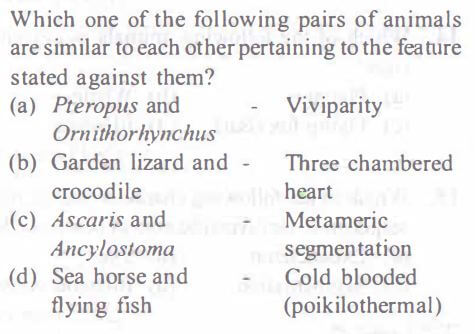 Which one of the following pairs of animals
are similar to each other pertaining to the feature
stated against them?
(a) Pteropus and - Viviparity
Ornithorhynchus
(b) Garden lizard and - Three chambered
crocodile heart
(c) Ascaris and - Metameric
Ancylostoma segmentation
(d) Sea horse and - Cold blooded
flying fish (poikilothermal)